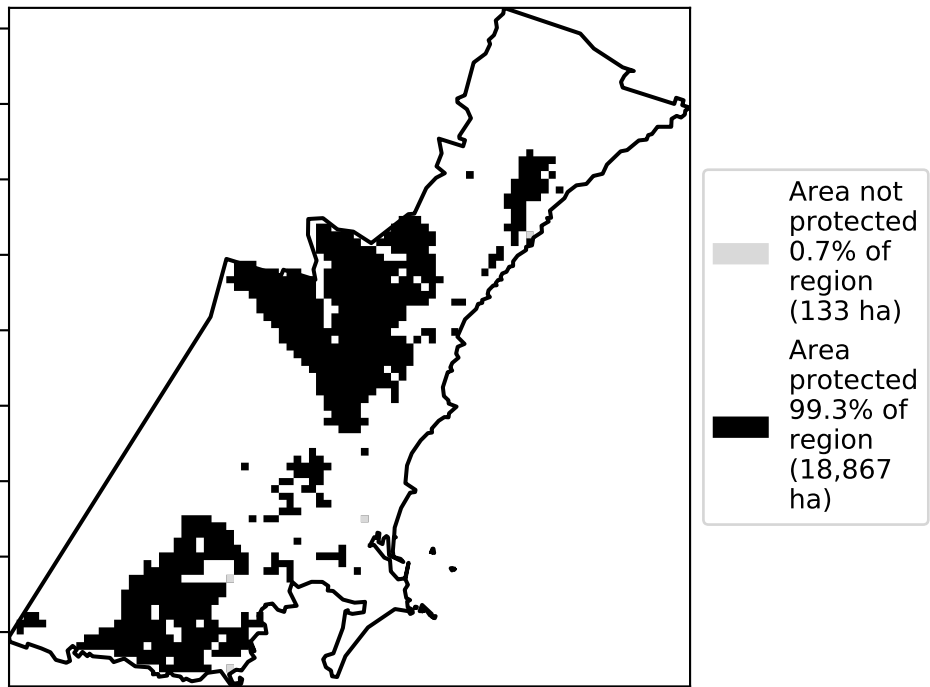 Area not
protected
0.7% of
region
(133 ha)
Area
protected
99.3% of
region
(18,867
ha)